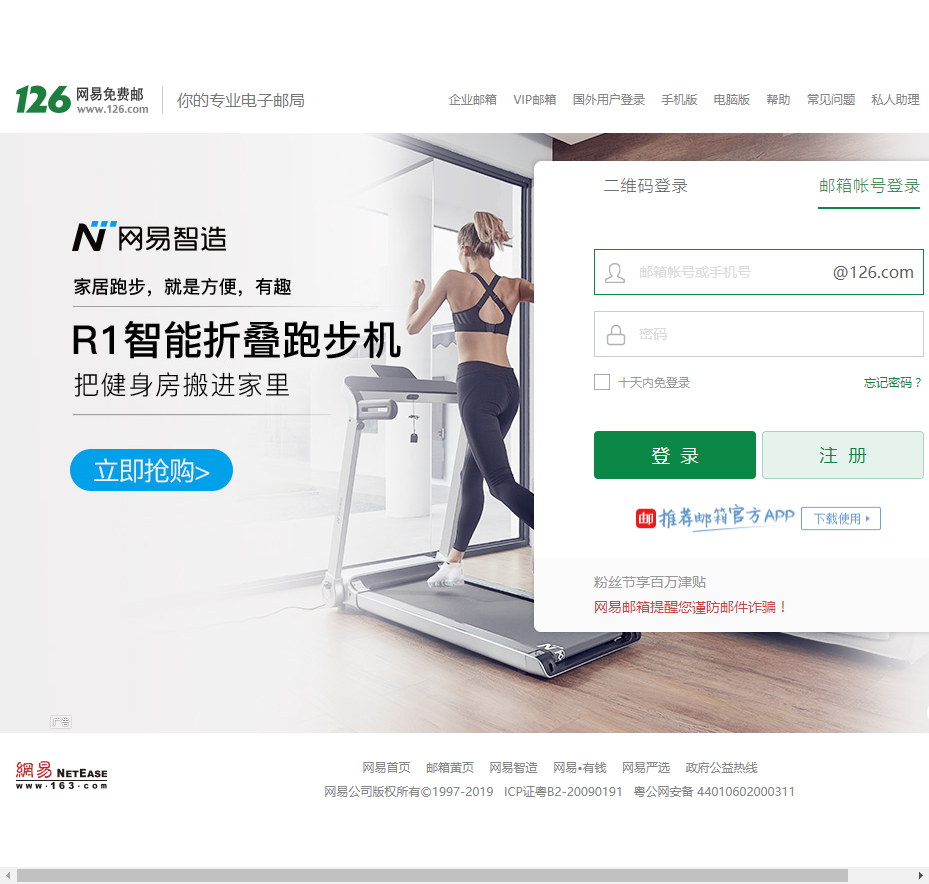 126 网易免费邮
www.126.com
你的专业电子邮局
企业邮箱 VIP邮箱 国外用户登录 手机版 电脑版 帮助 常见问题 私人助理
网易智造
家居跑步，就是方便，有趣
R1智能折叠跑步机
把健身房搬进家里
立即抢购>
广告
二维码登录 邮箱帐号登录
邮箱帐号或手机号 @126.com
密码
十天内免登录 忘记密码？
登 录 注 册
邮 推荐邮箱官方APP 下载使用
粉丝节享百万津贴
网易邮箱提醒您谨防邮件诈骗！
網易 NETEASE
www.163.com
网易首页 邮箱黄页 网易智造 网易•有钱 网易严选 政府公益热线
网易公司版权所有©1997-2019 ICP证粤B2-20090191 粤公网安备 44010602000311